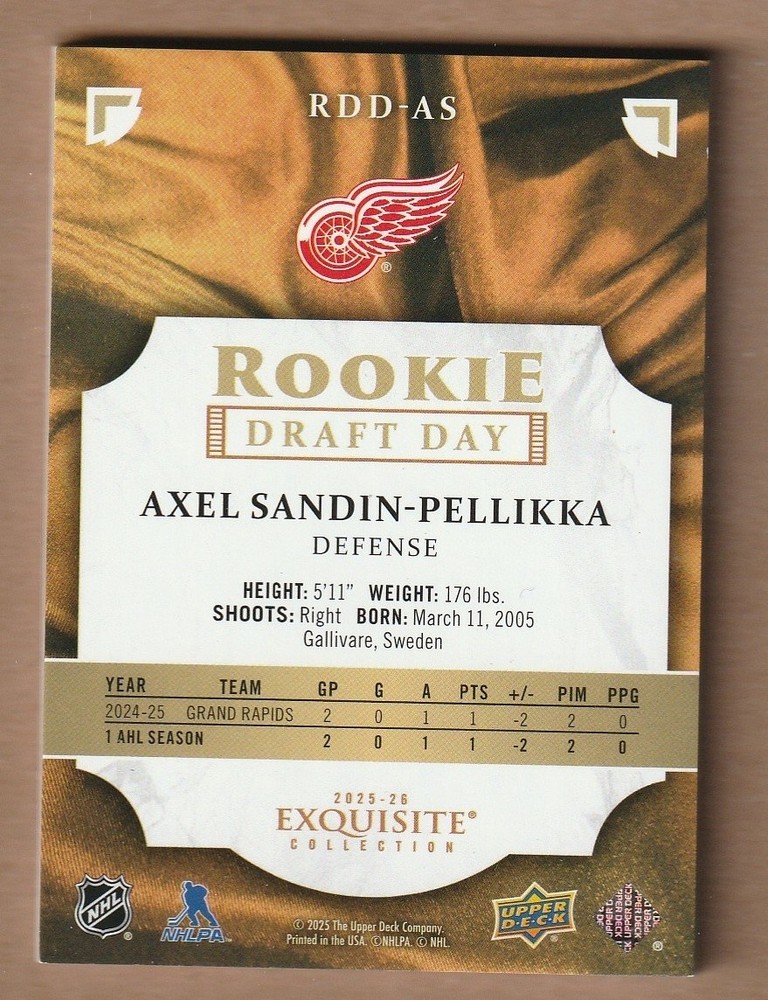 RDD-AS
®
ROOKIE
DRAFT DAY
AXEL SANDIN-PELLIKKA
DEFENSE
HEIGHT: 5'11" WEIGHT: 176 lbs.
SHOOTS: Right BORN: March 11, 2005
Gallivare, Sweden
YEAR TEAM GP G A PTS +/- PIM PPG
2024-25 GRAND RAPIDS 2 0 1 1 -2 2 0
1 AHL SEASON 2 0 1 1 -2 2 0
2025-26
EXQUISITE®
COLLECTION
NHL ®
NHLPA™
© 2025 The Upper Deck Company.
Printed in the USA. ©NHLPA. © NHL.
UPPER
D·E·C·K ®
UPPER DECK ®